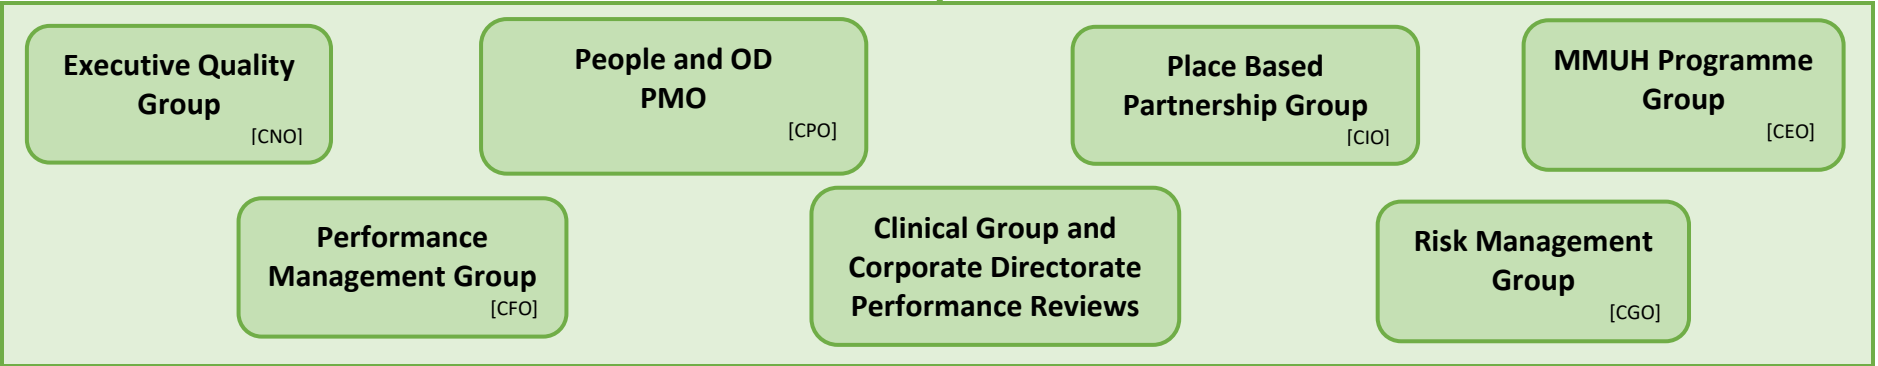 Executive Quality
Group
[CNO]
People and OD
PMO
[CPO]
Place Based
Partnership Group
[CIO]
MMUH Programme
Group
[CEO]
Performance
Management Group
[CFO]
Clinical Group and
Corporate Directorate
Performance Reviews
Risk Management
Group
[CGO]